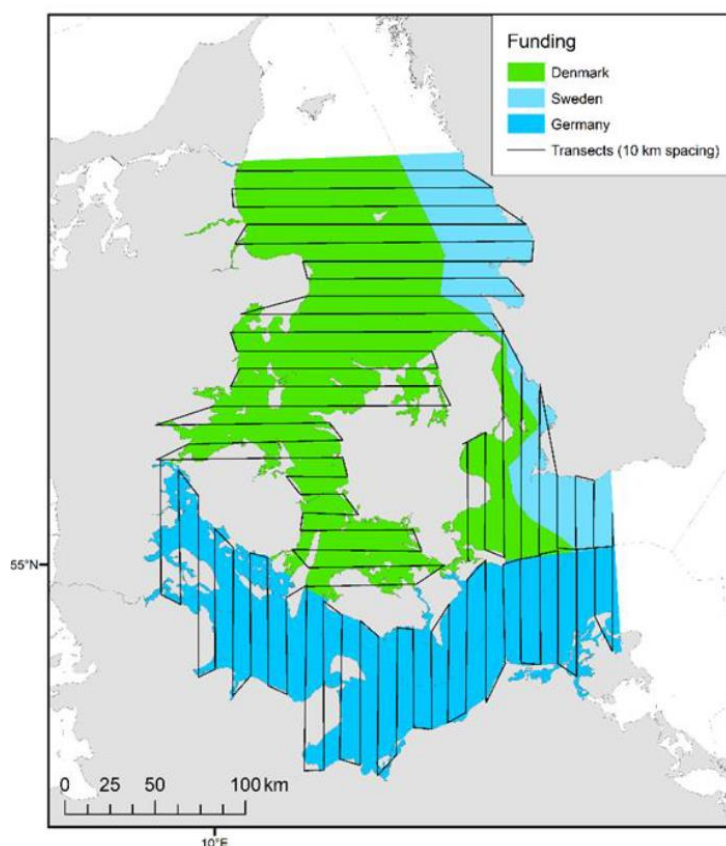 Funding
Denmark
Sweden
Germany
Transects (10 km spacing)
55°N
0 25 50 100 km
10°E